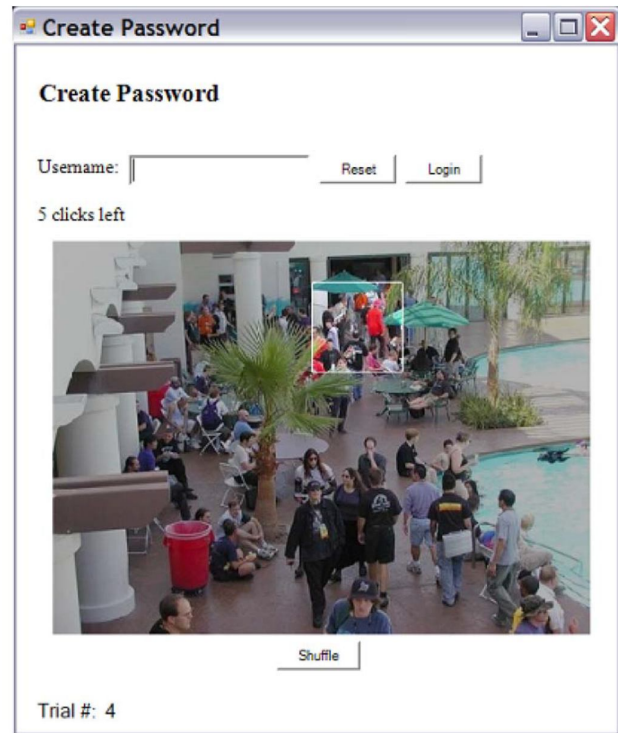 Create Password
Create Password
Username: Reset Login
5 clicks left
Shuffle
Trial #: 4